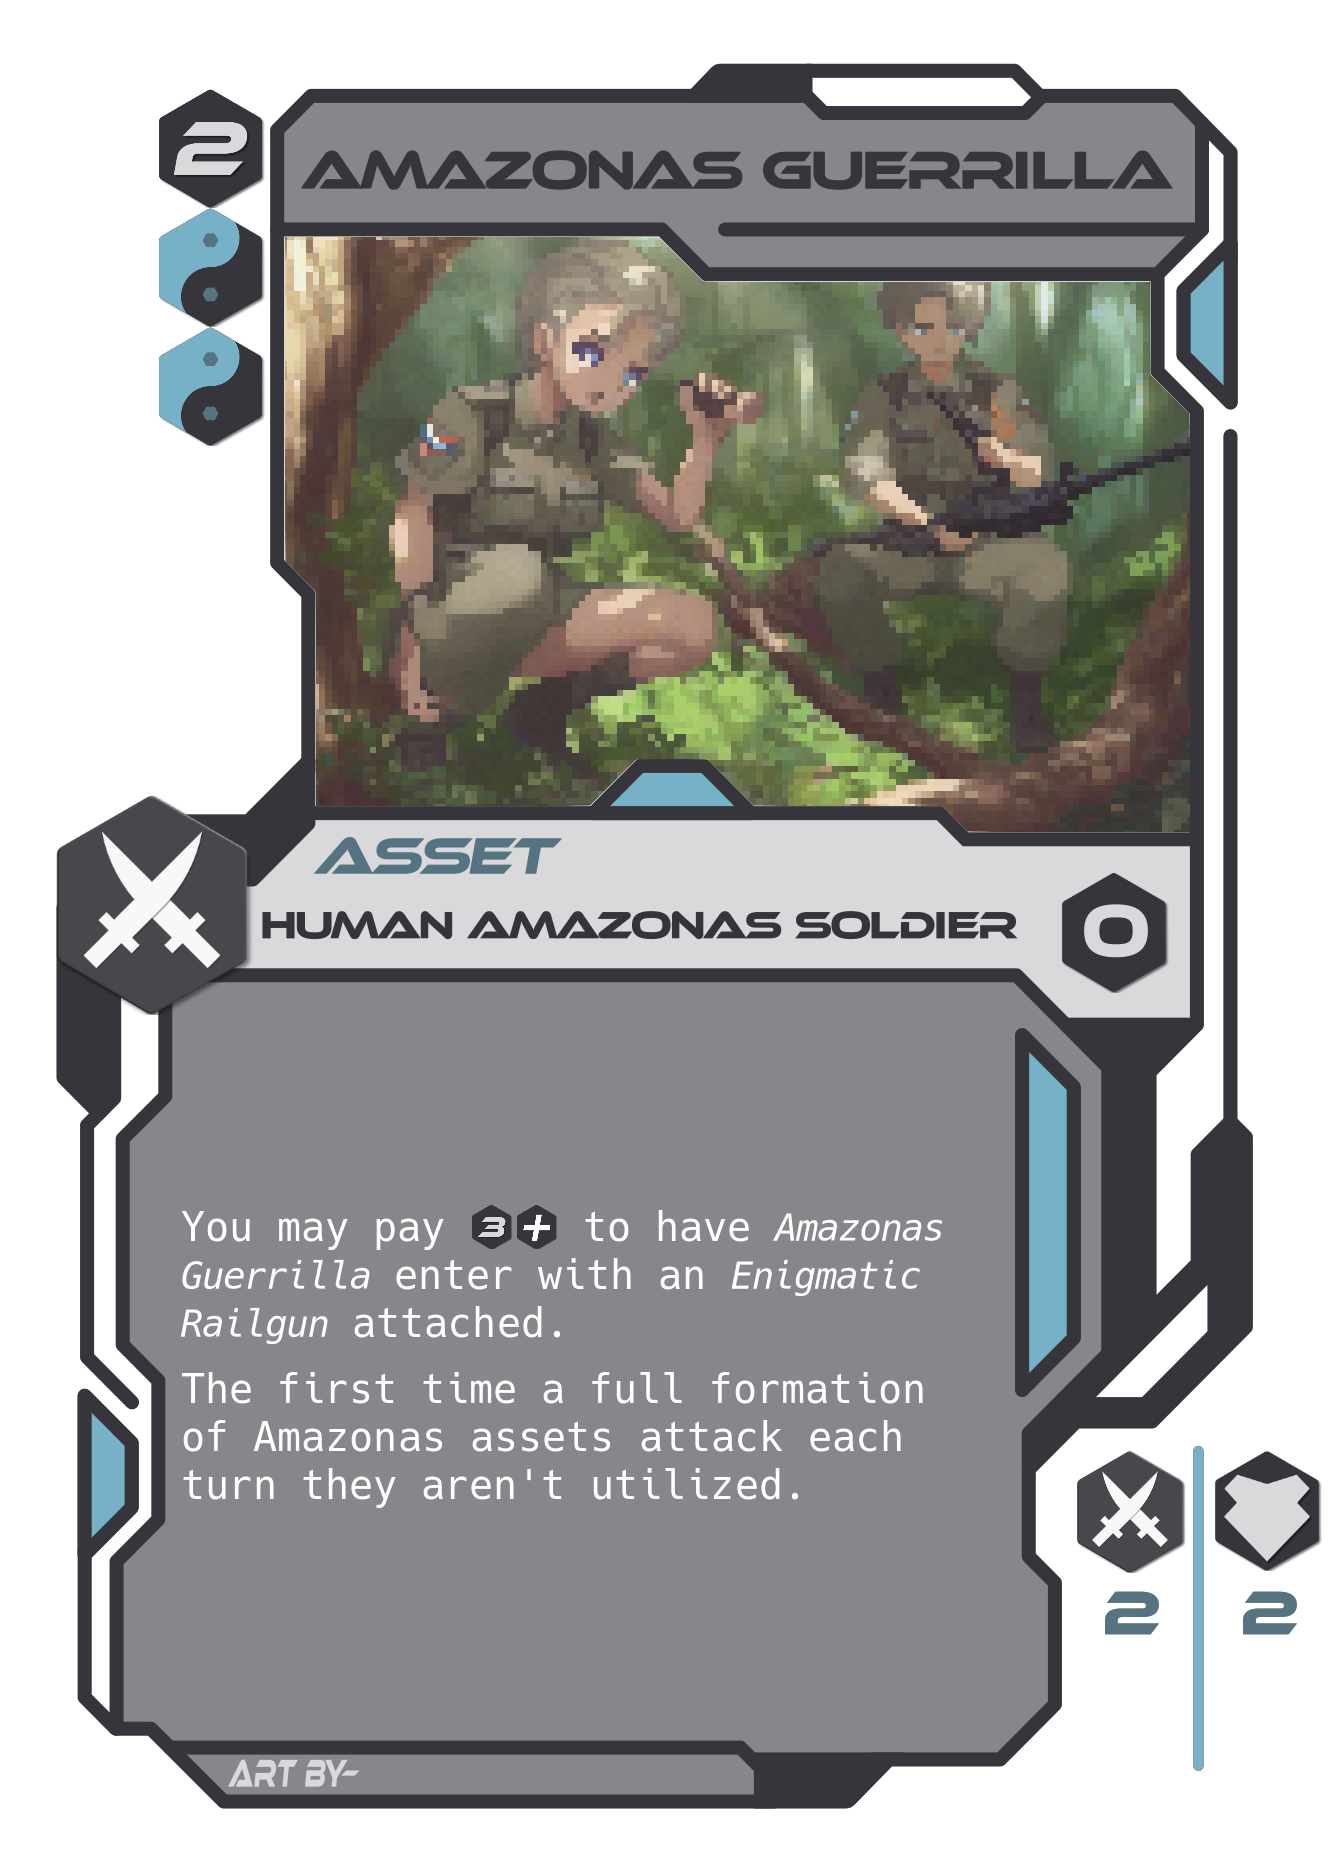 2
AMAZONAS GUERRILLA
ASSET
HUMAN AMAZONAS SOLDIER
0
You may pay 3+ to have Amazonas
Guerrilla enter with an Enigmatic
Railgun attached.
The first time a full formation
of Amazonas assets attack each
turn they aren't utilized.
2 2
ART BY-